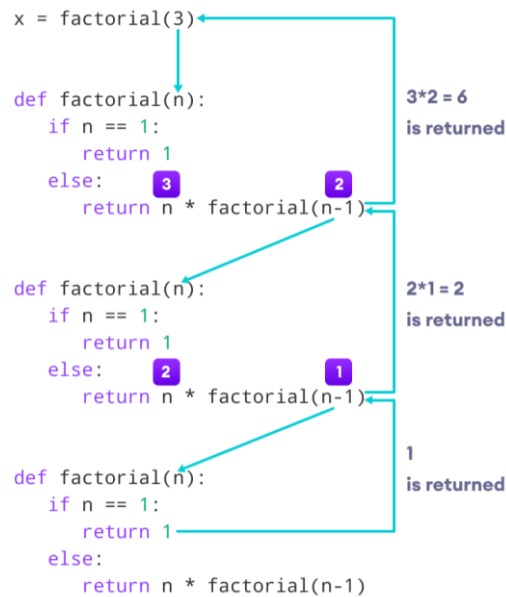 x = factorial(3)
def factorial(n):
if n == 1:
return 1
else:
3
2
return n * factorial(n-1)
3*2 = 6
is returned
def factorial(n):
if n == 1:
return 1
else:
2
1
return n * factorial(n-1)
2*1 = 2
is returned
def factorial(n):
if n == 1:
return 1
else:
return n * factorial(n-1)
1
is returned